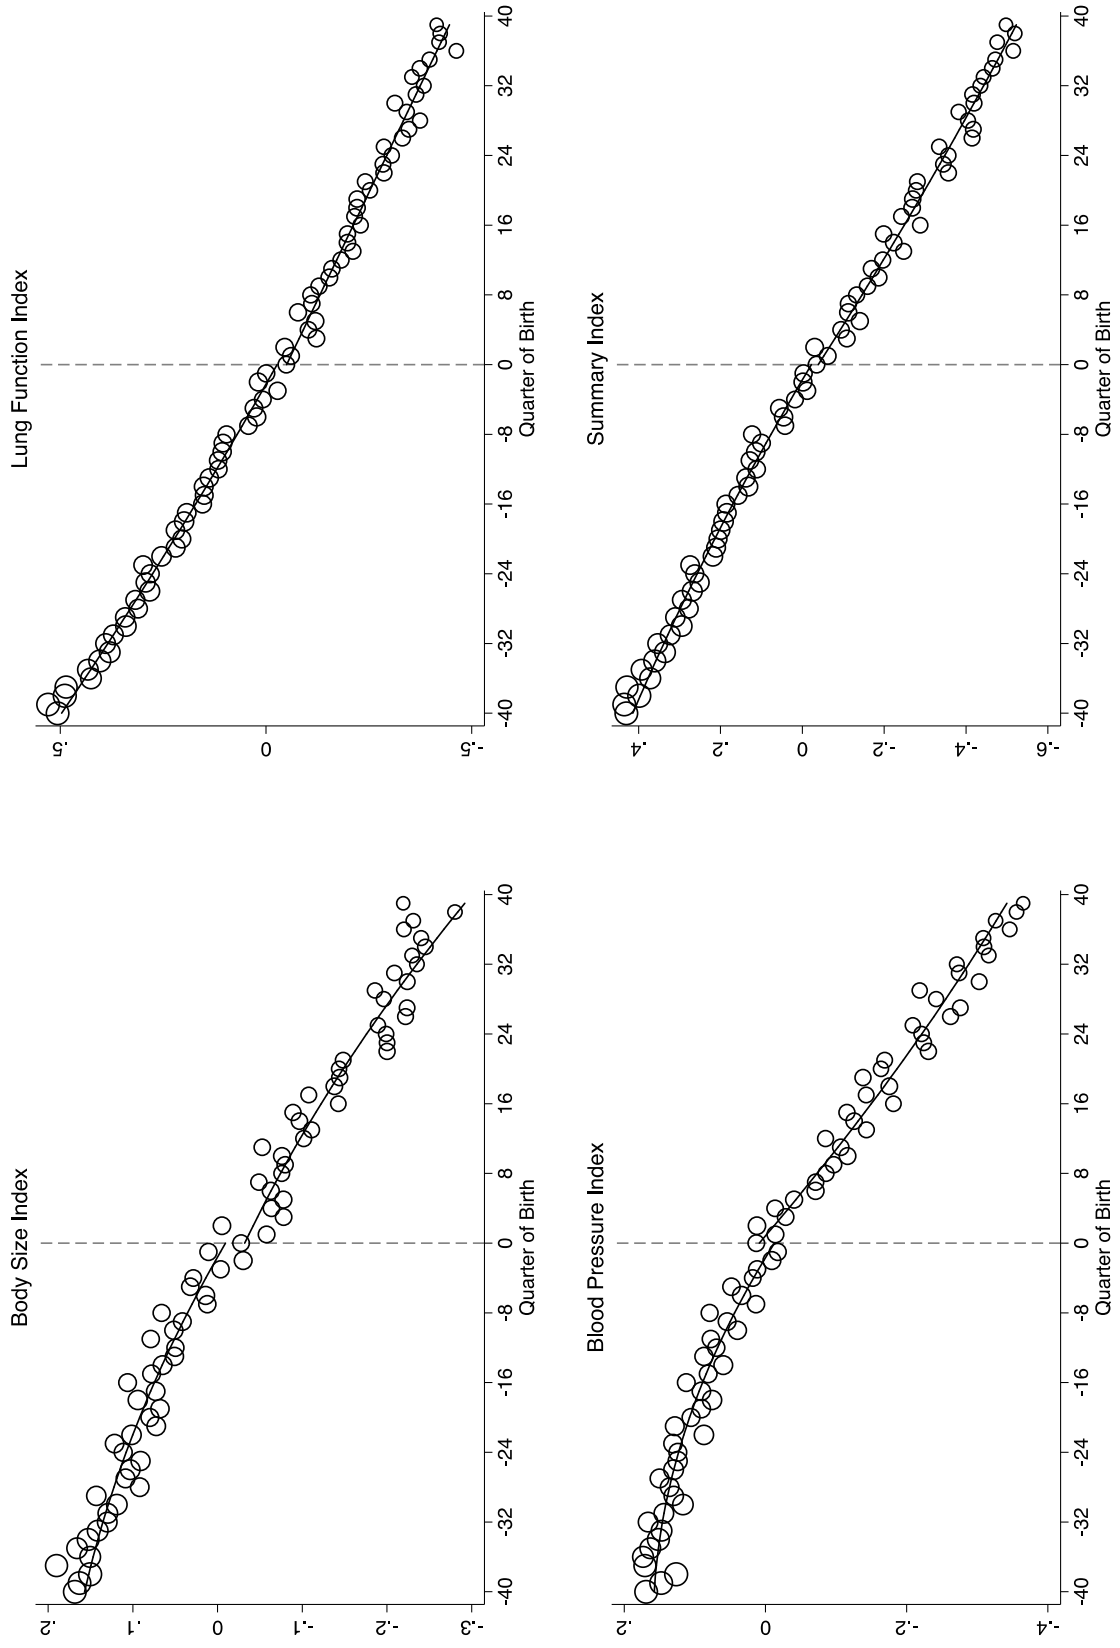 Body Size Index
.2
.1
0
-.1
-.2
-.3
-40 -32 -24 -16 -8 0 8 16 24 32 40
Quarter of Birth
Lung Function Index
.5
0
-.5
-40 -32 -24 -16 -8 0 8 16 24 32 40
Quarter of Birth
Blood Pressure Index
.2
0
-.2
-.4
-40 -32 -24 -16 -8 0 8 16 24 32 40
Quarter of Birth
Summary Index
.4
.2
0
-.2
-.4
-.6
-40 -32 -24 -16 -8 0 8 16 24 32 40
Quarter of Birth